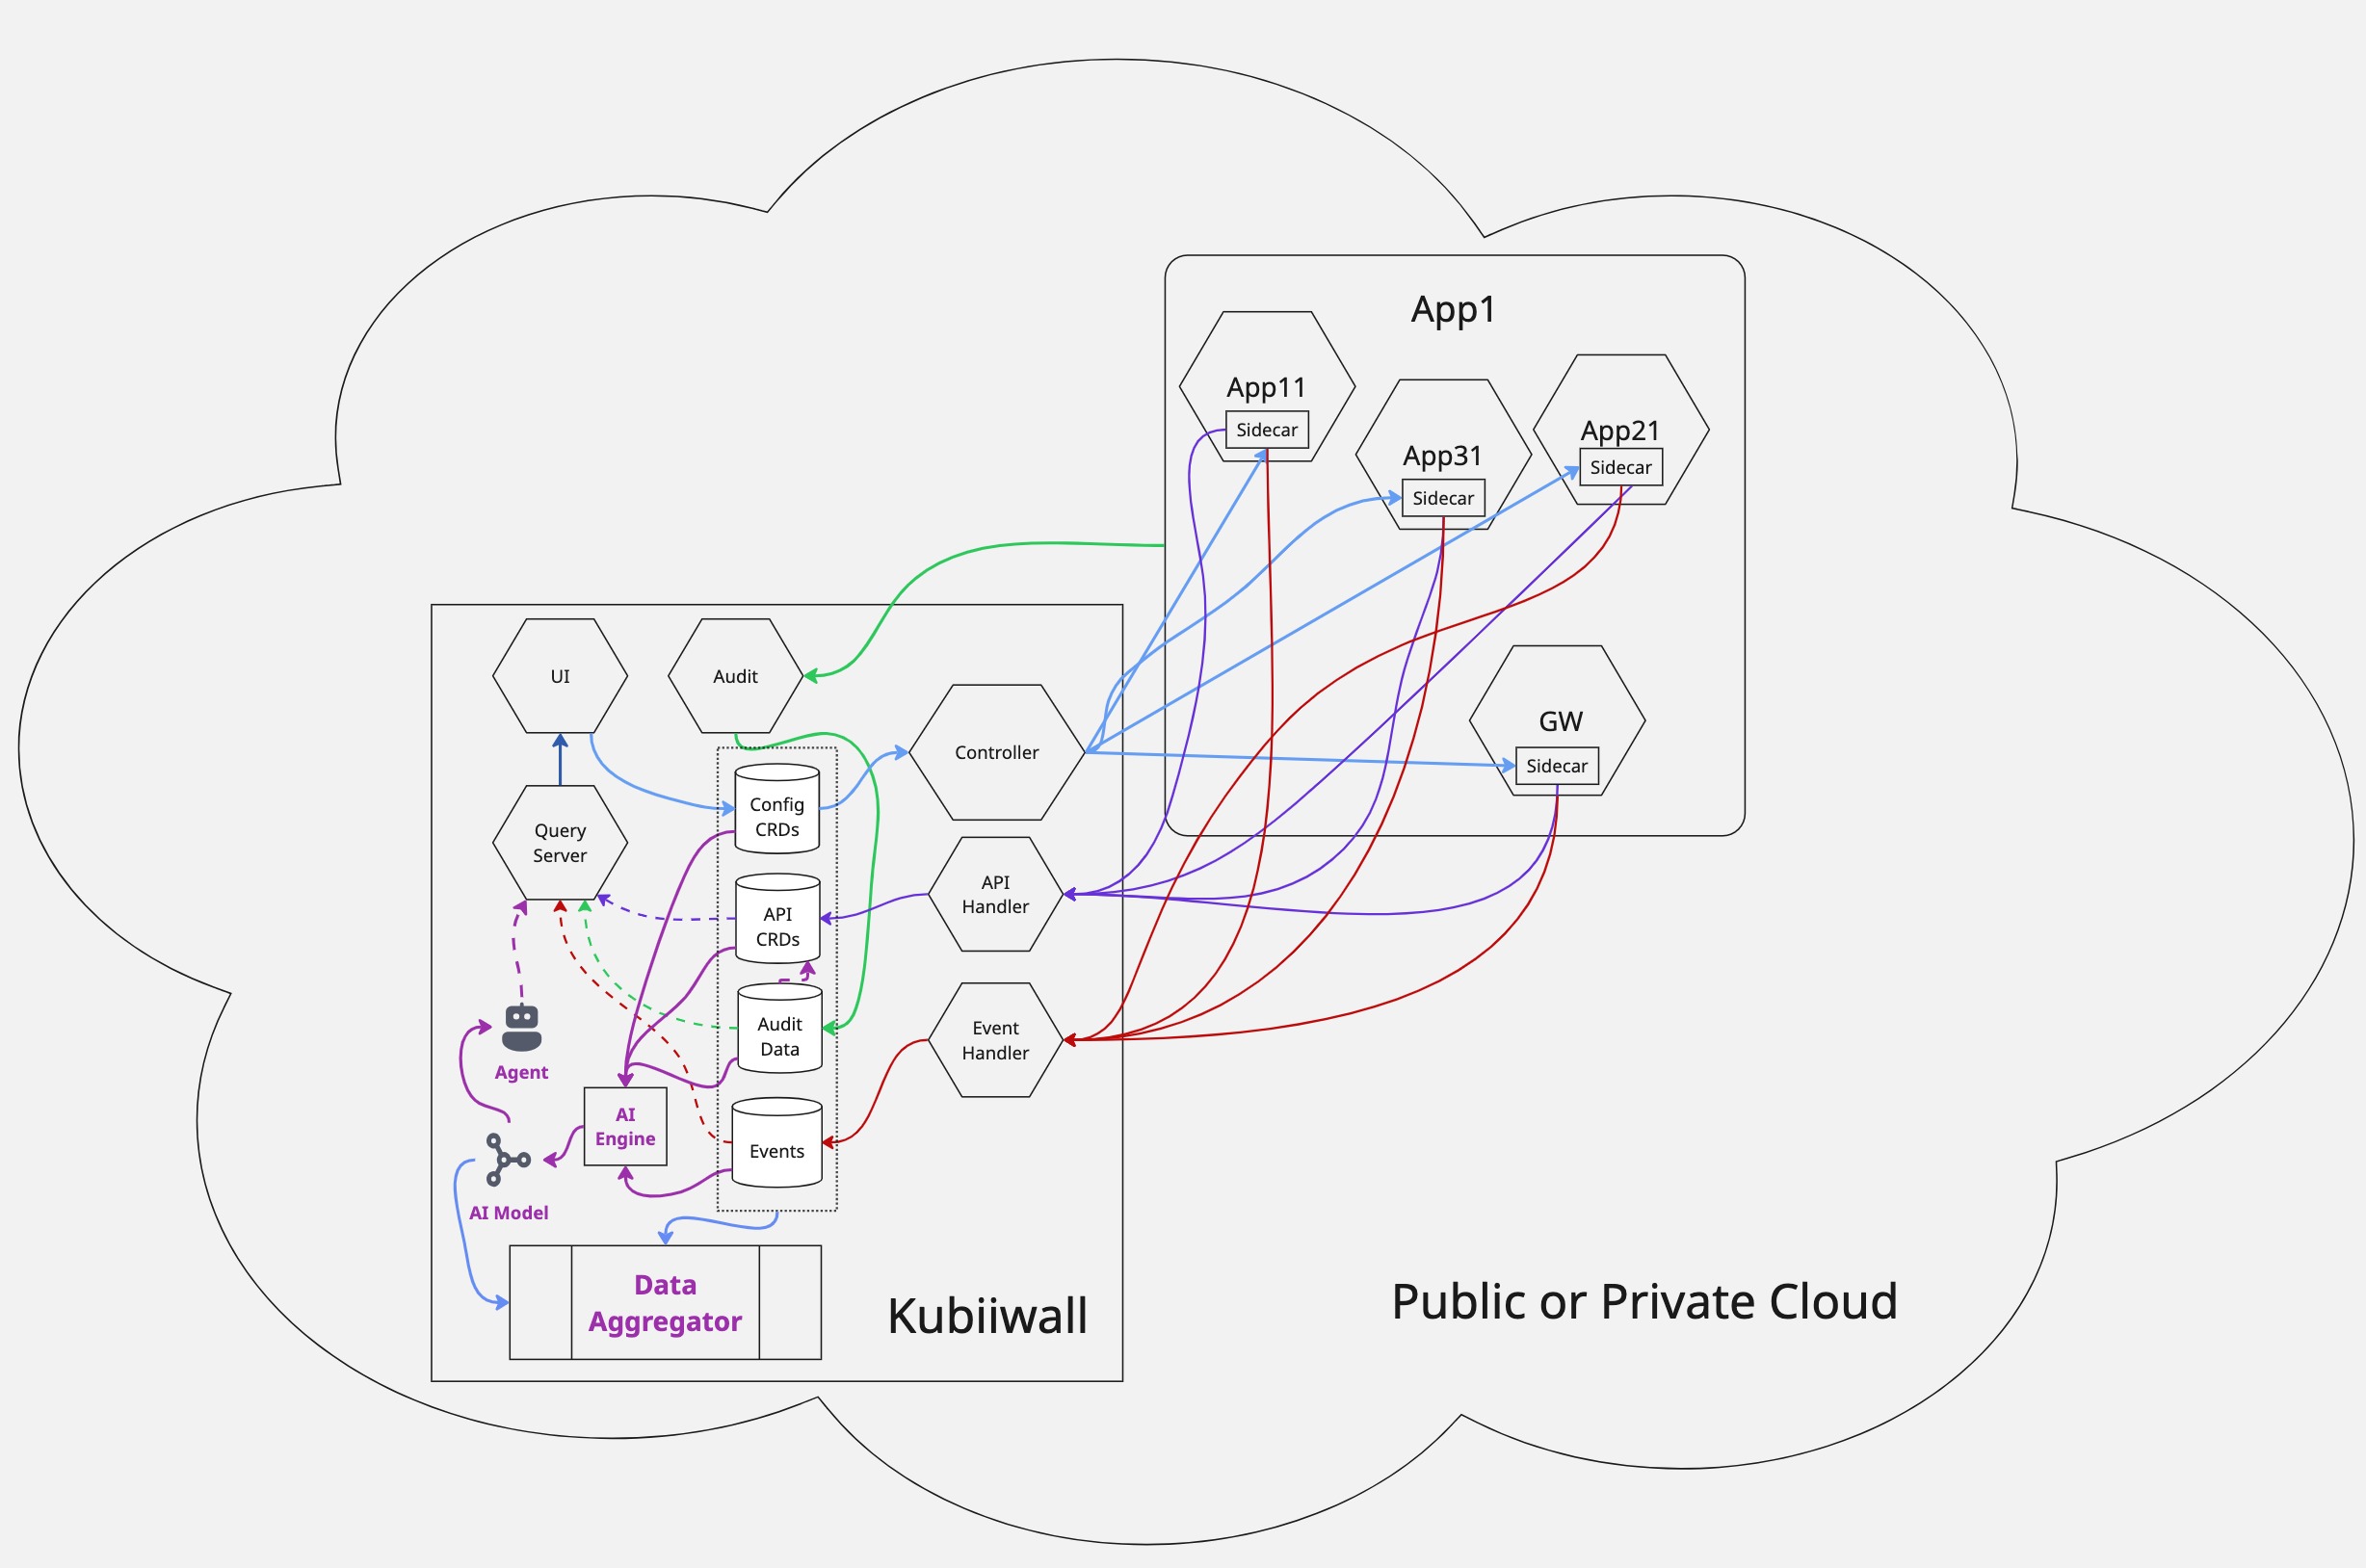 App1
App11
Sidecar
App31
Sidecar
App21
Sidecar
GW
Sidecar
UI
Audit
Controller
Query
Server
Config
CRDs
API
CRDs
API
Handler
Audit
Data
Event
Handler
Agent
AI
Engine
Events
AI Model
Data
Aggregator
Kubiiwall
Public or Private Cloud